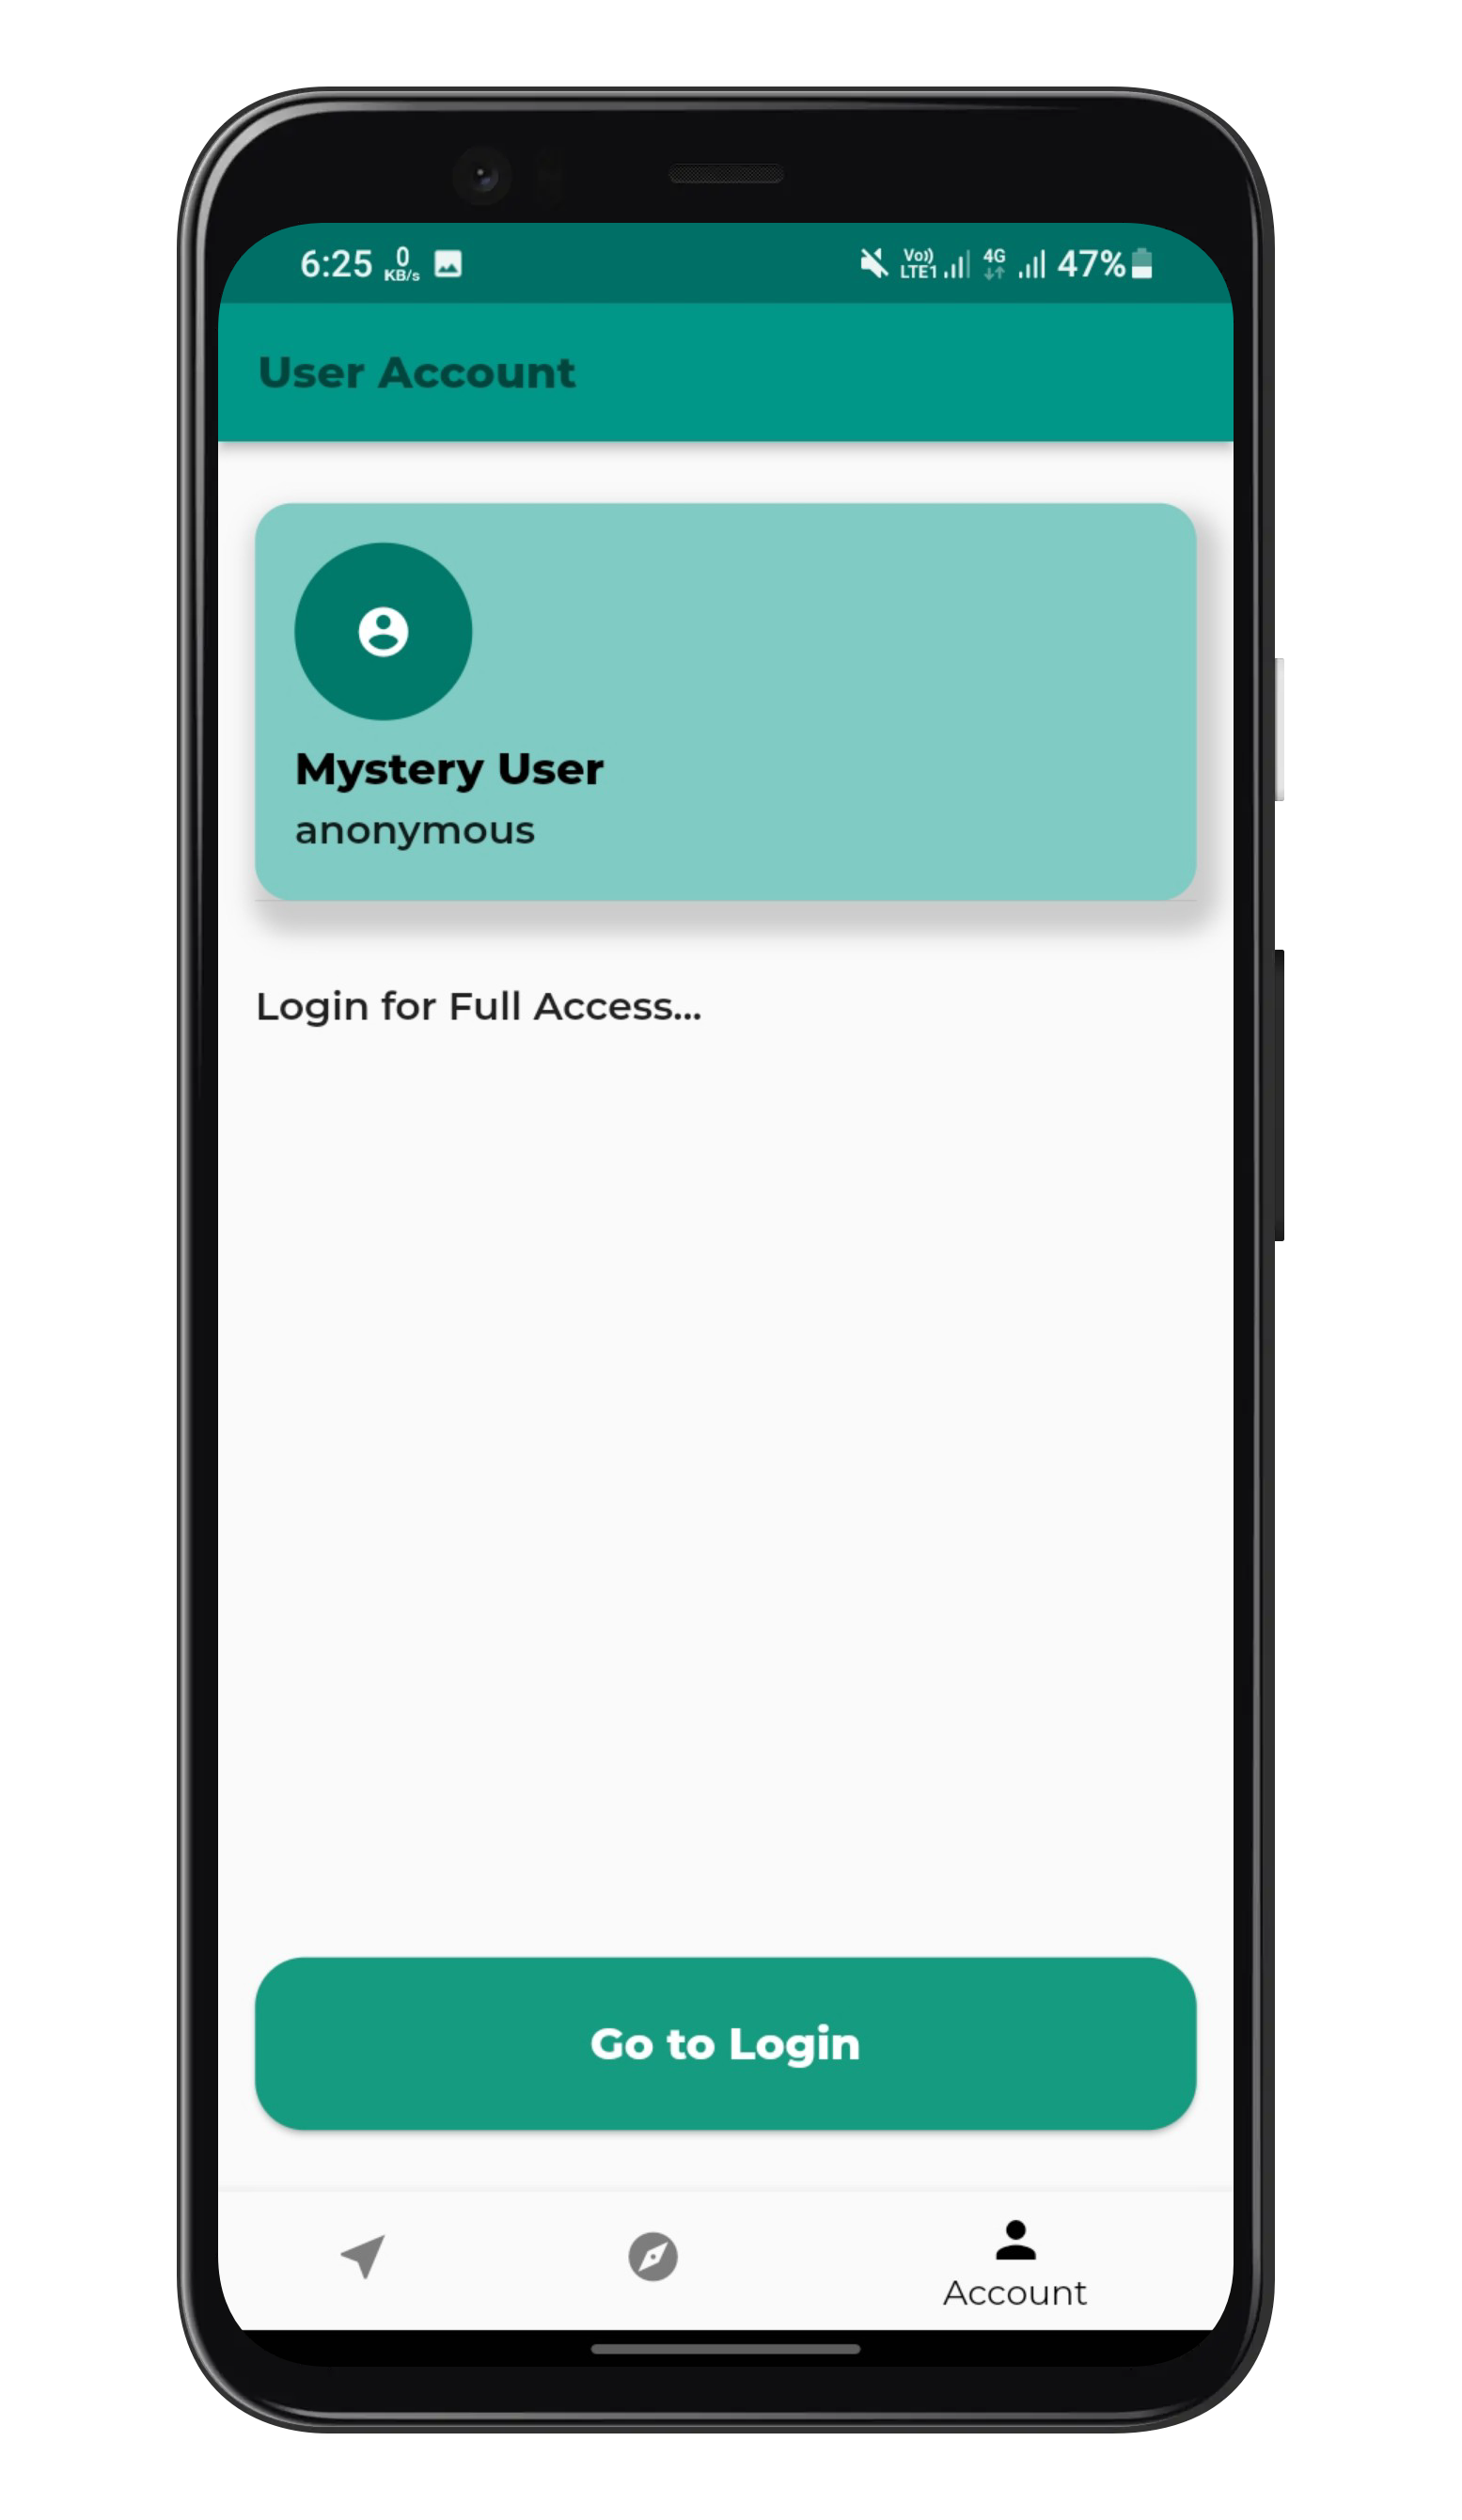 6:25 0 KB/s Vo)) LTE1 4G 47%
User Account
Mystery User
anonymous
Login for Full Access...
Go to Login
Account